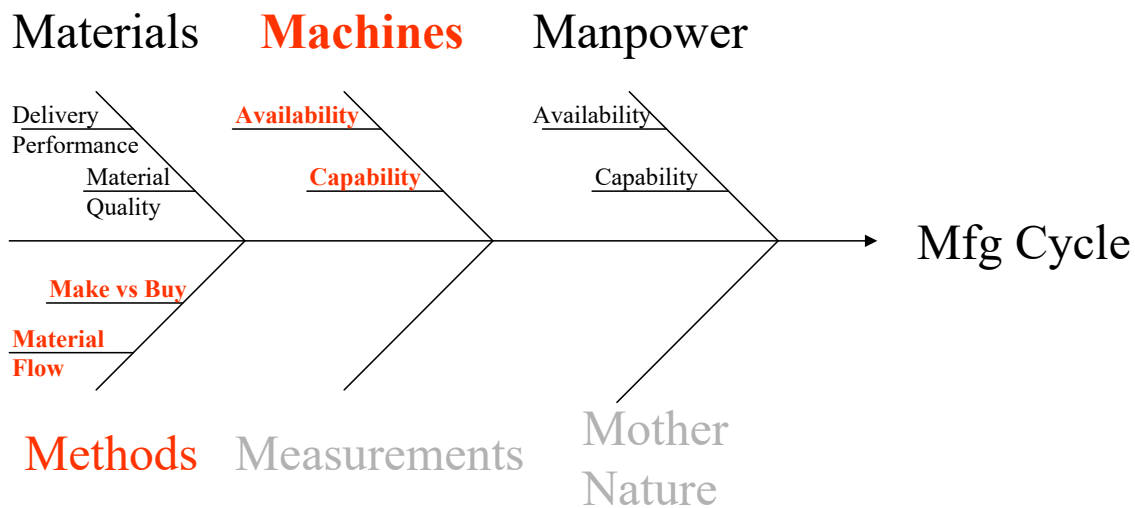 Materials
Machines
Manpower
Delivery
Performance
Material
Quality
Availability
Capability
Availability
Capability
Mfg Cycle
Make vs Buy
Material
Flow
Methods
Measurements
Mother
Nature